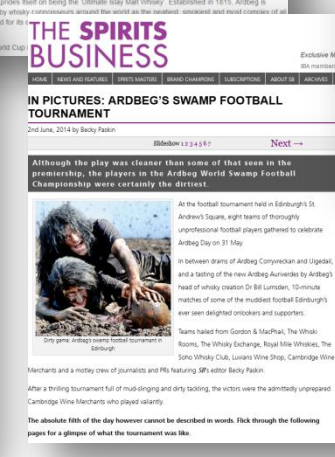 prides itself on being the 'Ultimate Islay Malt Whisky'. Established in 1815, Ardbeg is
by whisky connoisseurs around the world as the peatiest, smokiest and most complex of all
d for its
orld Cup
THE SPIRITS
BUSINESS
Exclusive M
IBA member
HOME NEWS AND FEATURES SPIRITS MASTERS BRAND CHAMPIONS SUBSCRIPTIONS ABOUT SB ARCHIVES
IN PICTURES: ARDBEG'S SWAMP FOOTBALL
TOURNAMENT
2nd June, 2014 by Becky Paskin
Slideshow 1 2 3 4 5 6 7 Next →
Although the play was cleaner than some of that seen in the
premiership, the players in the Ardbeg World Swamp Football
Championship were certainly the dirtiest.
At the football tournament held in Edinburgh's St.
Andrew's Square, eight teams of thoroughly
unprofessional football players gathered to celebrate
Ardbeg Day on 31 May.
In between drams of Ardbeg Corryvreckan and Uigedail,
and a tasting of the new Ardbeg Auriverdes by Ardbeg's
head of whisky creation Dr Bill Lumsden, 10-minute
matches of some of the muddiest football Edinburgh's
ever seen delighted onlookers and supporters.
Dirty game: Ardbeg's swamp football tournament in
Edinburgh
Teams hailed from Gordon & MacPhail, The Whiski
Rooms, The Whisky Exchange, Royal Mile Whiskies, The
Soho Whisky Club, Luvians Wine Shop, Cambridge Wine
Merchants and a motley crew of journalists and PRs featuring SB's editor Becky Paskin.
After a thrilling tournament full of mud-slinging and dirty tackling, the victors were the admittedly unprepared
Cambridge Wine Merchants who played valiantly.
The absolute filth of the day however cannot be described in words. Flick through the following
pages for a glimpse of what the tournament was like.